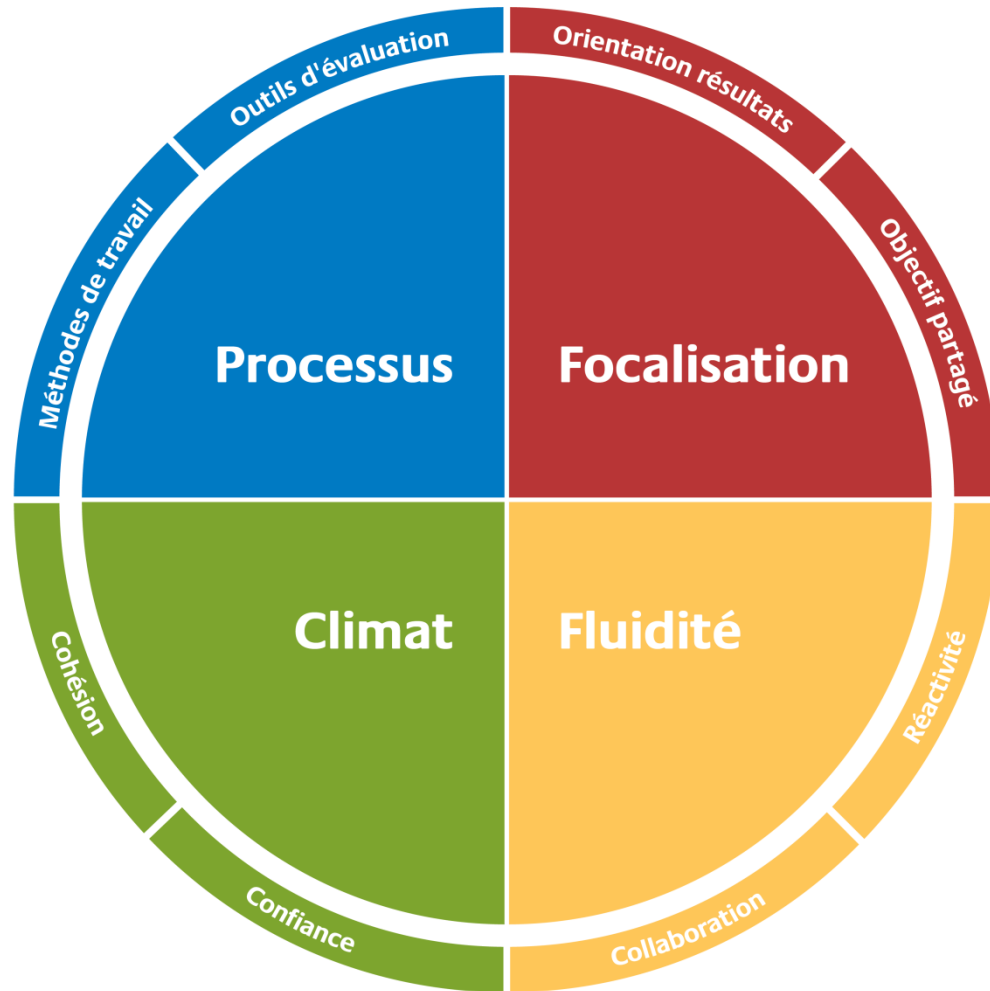 Outils d'évaluation
Orientation résultats
Méthodes de travail
Objectif partagé
Processus
Focalisation
Climat
Fluidité
Cohésion
Réactivité
Confiance
Collaboration